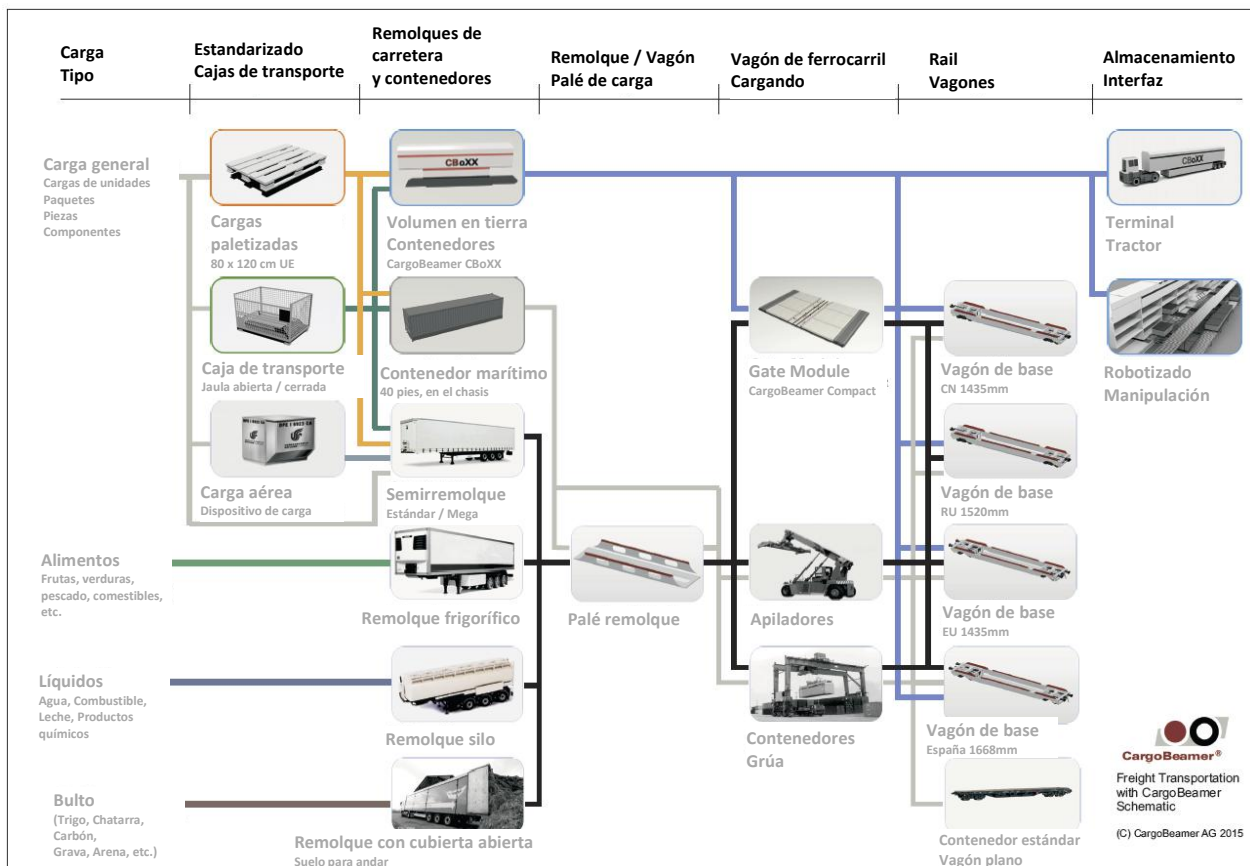 Carga
Tipo
Estandarizado
Cajas de transporte
Remolques de
carretera
y contenedores
Remolque / Vagón
Palé de carga
Vagón de ferrocarril
Cargando
Rail
Vagones
Almacenamiento
Interfaz
Carga general
Cargas de unidades
Paquetes
Piezas
Componentes
Cargas
paletizadas
80 x 120 cm UE
CBoXX
Volumen en tierra
Contenedores
CargoBeamer CBoXX
CBoXX
Terminal
Tractor
Caja de transporte
Jaula abierta / cerrada
Contenedor marítimo
40 pies, en el chasis
Gate Module
CargoBeamer Compact
Vagón de base
CN 1435mm
Robotizado
Manipulación
Carga aérea
Dispositivo de carga
Semirremolque
Estándar / Mega
Vagón de base
RU 1520mm
Alimentos
Frutas, verduras,
pescado, comestibles,
etc.
Remolque frigorífico
Palé remolque
Apiladores
Vagón de base
EU 1435mm
Líquidos
Agua, Combustible,
Leche, Productos
químicos
Remolque silo
Contenedores
Grúa
Vagón de base
España 1668mm
Bulto
(Trigo, Chatarra,
Carbón,
Grava, Arena, etc.)
Remolque con cubierta abierta
Suelo para andar
Contenedor estándar
Vagón plano
CargoBeamer®
Freight Transportation
with CargoBeamer
Schematic
(C) CargoBeamer AG 2015